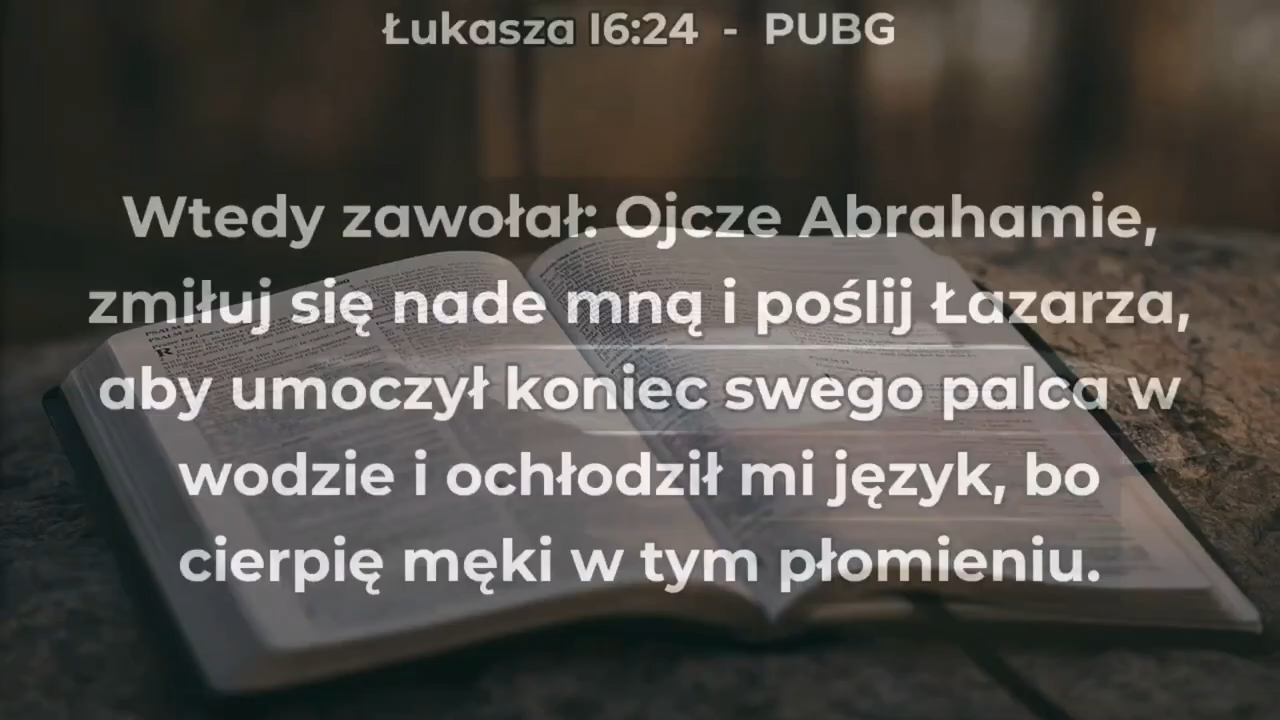 Łukasza 16:24 - PUBG
Wtedy zawołał: Ojcze Abrahamie,
zmiłuj się nade mną i poślij Łazarza,
aby umoczył koniec swego palca w
wodzie i ochłodził mi język, bo
cierpię męki w tym płomieniu.